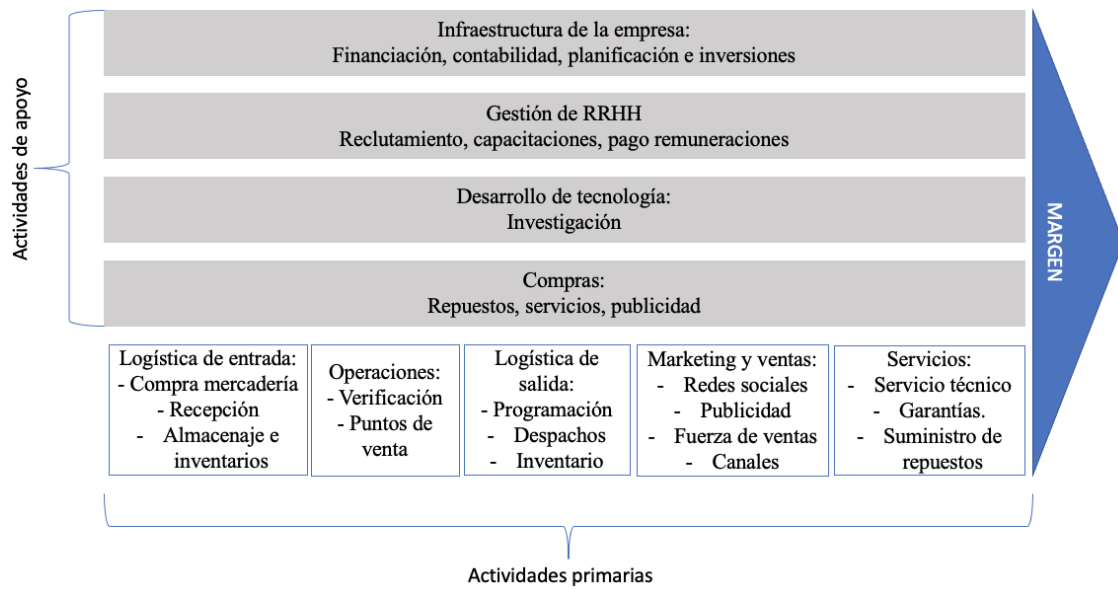 Actividades de apoyo
Infraestructura de la empresa:
Financiación, contabilidad, planificación e inversiones
Gestión de RRHH
Reclutamiento, capacitaciones, pago remuneraciones
Desarrollo de tecnología:
Investigación
Compras:
Repuestos, servicios, publicidad
MARGEN
Logística de entrada:
- Compra mercadería
- Recepción
- Almacenaje e
inventarios
Operaciones:
- Verificación
- Puntos de
venta
Logística de
salida:
- Programación
- Despachos
- Inventario
Marketing y ventas:
- Redes sociales
- Publicidad
- Fuerza de ventas
- Canales
Servicios:
- Servicio técnico
- Garantías.
- Suministro de
repuestos
Actividades primarias